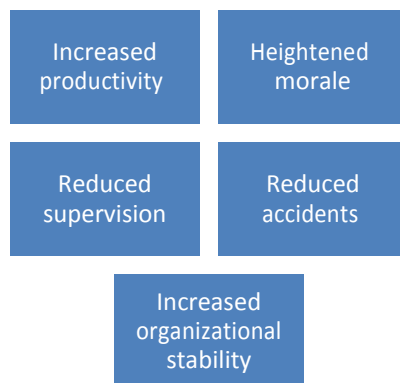 Increased
productivity
Heightened
morale
Reduced
supervision
Reduced
accidents
Increased
organizational
stability